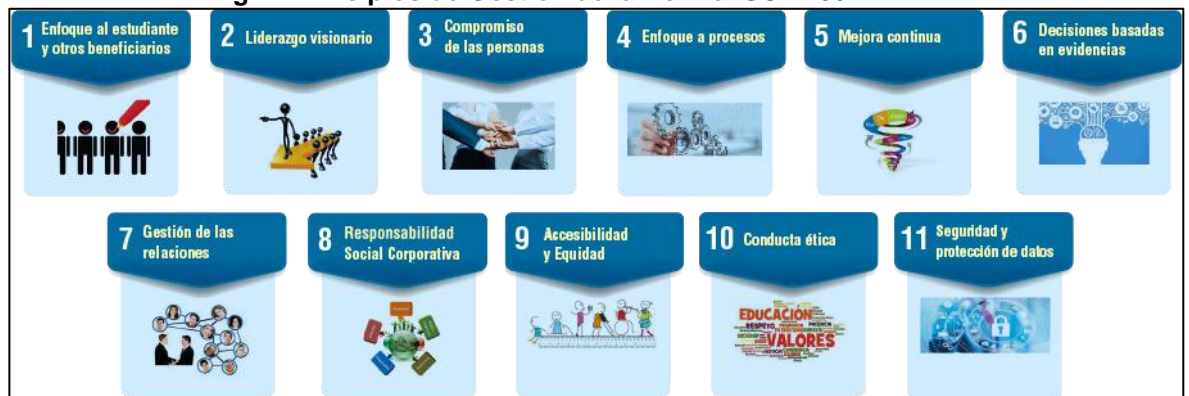 1 Enfoque al estudiante
y otros beneficiarios
2 Liderazgo visionario
3 Compromiso
de las personas
4 Enfoque a procesos
5 Mejora continua
6 Decisiones basadas
en evidencias
7 Gestión de las
relaciones
8 Responsabilidad
Social Corporativa
9 Accesibilidad
y Equidad
10 Conducta ética
11 Seguridad y
protección de datos
EDUCACIÓN
RESPETO
VALORES